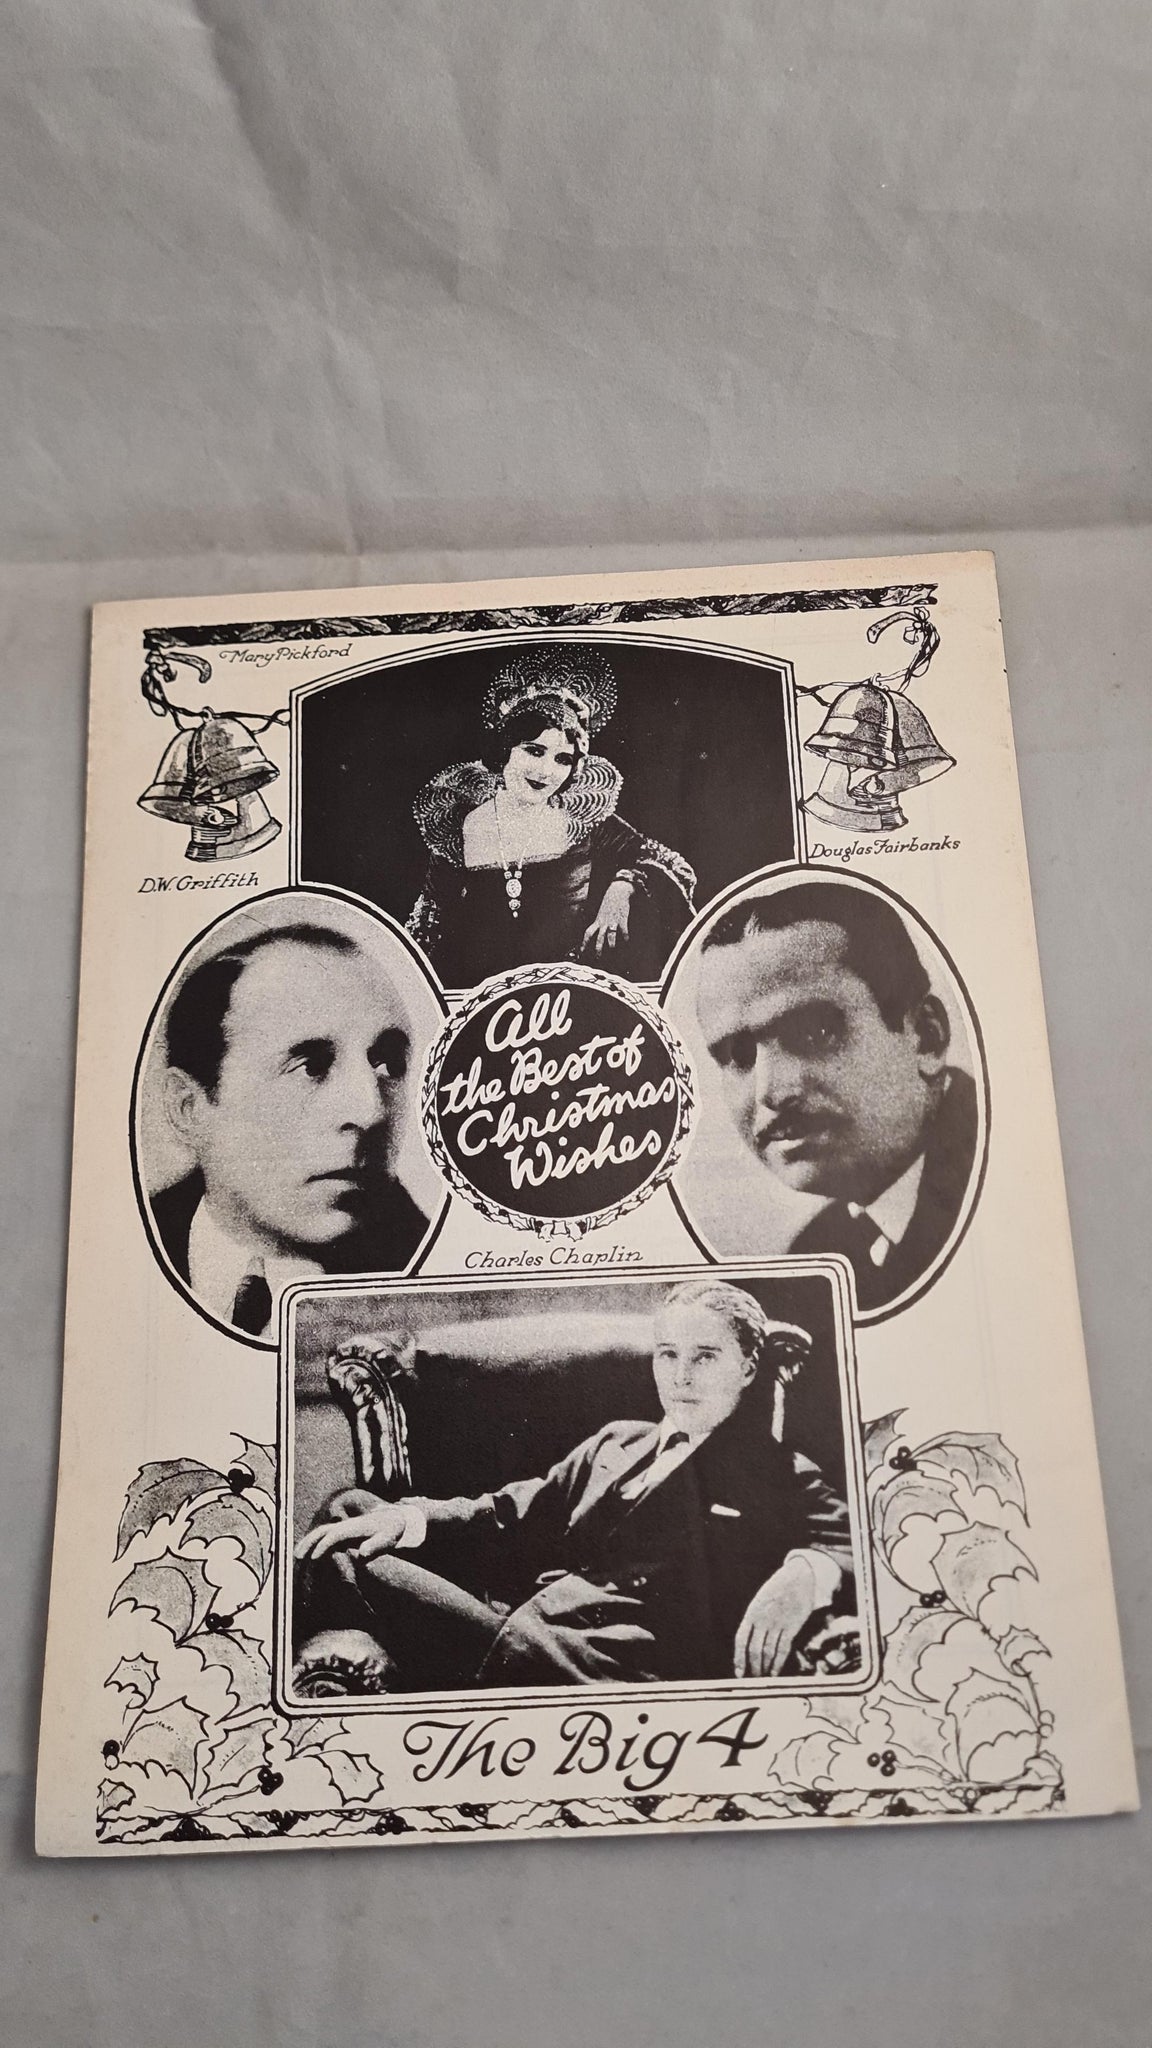 Mary Pickford
Douglas Fairbanks
D.W. Griffith
All
the Best of
Christmas
Wishes
Charles Chaplin
The Big 4